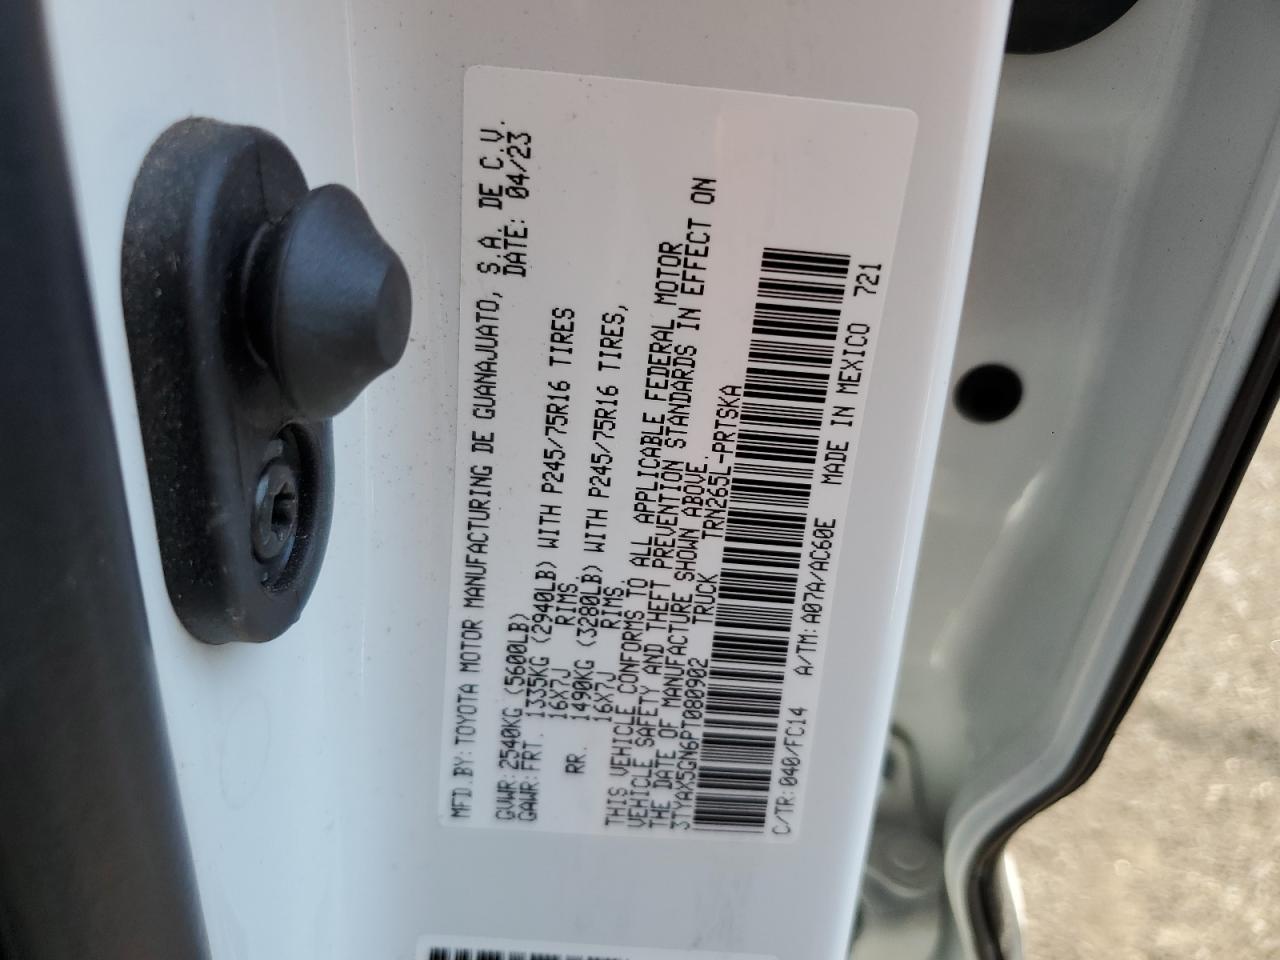 MFD.BY: TOYOTA MOTOR MANUFACTURING DE GUANAJUATO, S.A. DE C.V.
DATE: 04/23
GVWR: 2540KG (5600LB)
GAWR: FRT. 1335KG (2940LB) WITH P245/75R16 TIRES
16X7J RIMS.
RR. 1490KG (3280LB) WITH P245/75R16 TIRES,
16X7J RIMS.
THIS VEHICLE CONFORMS TO ALL APPLICABLE FEDERAL MOTOR
VEHICLE SAFETY AND THEFT PREVENTION STANDARDS IN EFFECT ON
THE DATE OF MANUFACTURE SHOWN ABOVE.
3TYAX5GN6PT080902 TRUCK TRN265L-PRTSKA
C/TR: 040/FC14 A/TM: A07A/AC60E MADE IN MEXICO 721